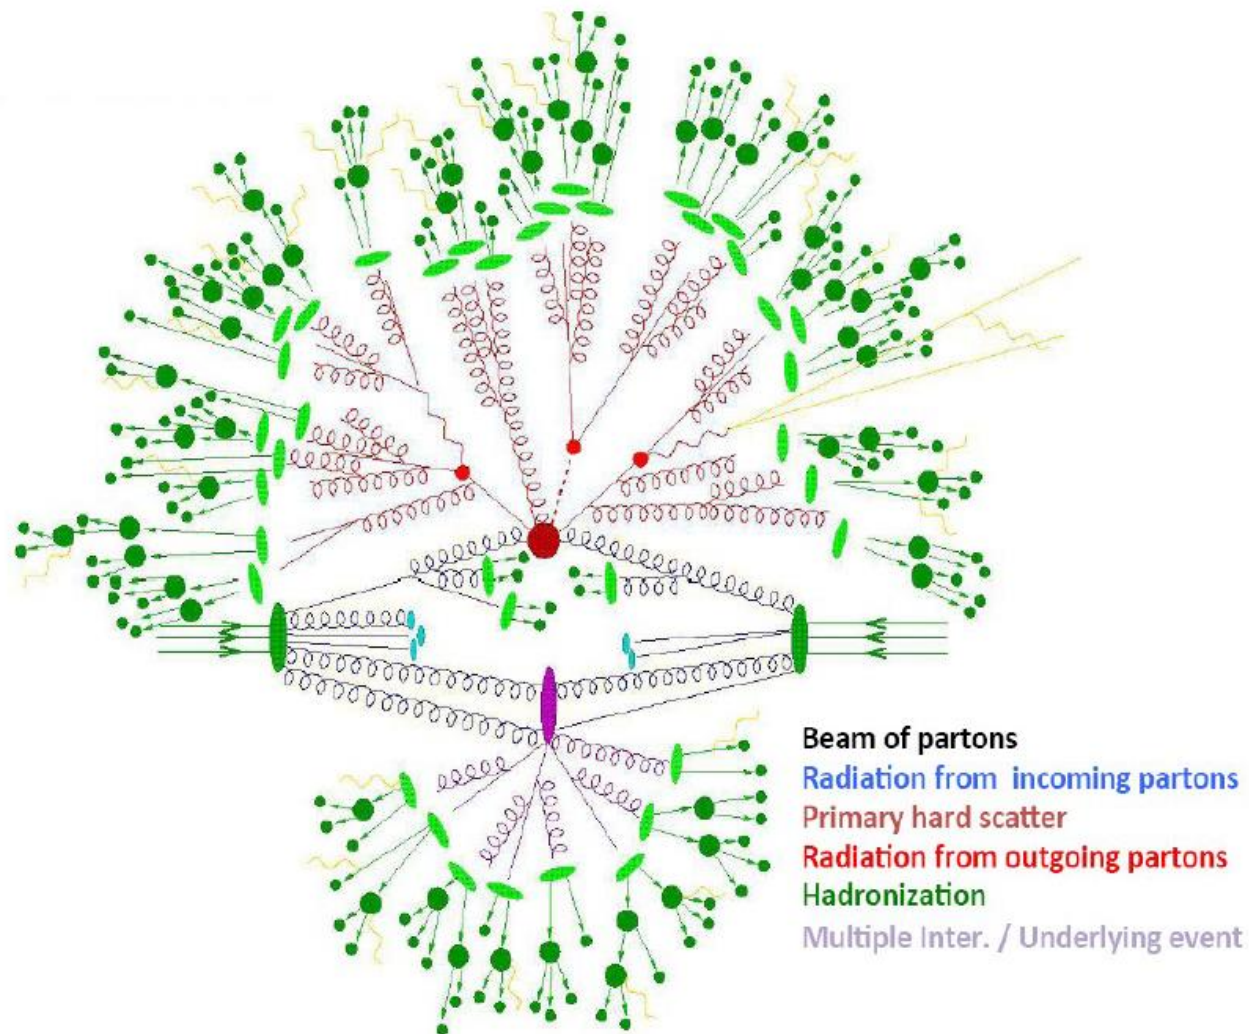 Beam of partons
Radiation from incoming partons
Primary hard scatter
Radiation from outgoing partons
Hadronization
Multiple Inter. / Underlying event